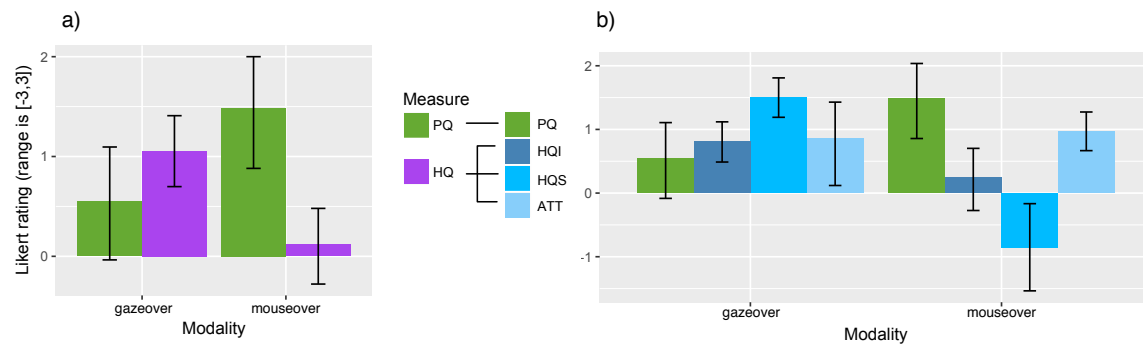 a)
Likert rating (range is [-3,3])
2
1
0
gazeover
mouseover
Modality
Measure
PQ
HQ
PQ
HQI
HQS
ATT
b)
2
1
0
-1
gazeover
mouseover
Modality